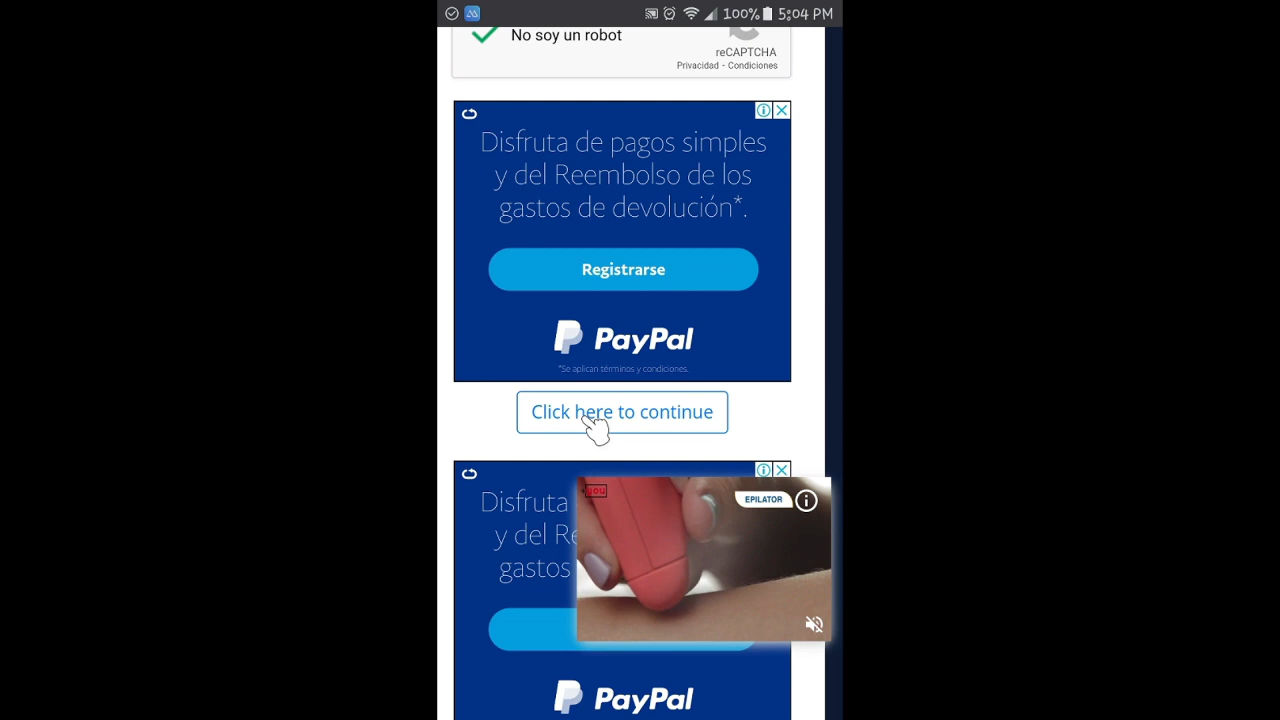 100% 5:04 PM
No soy un robot
reCAPTCHA
Privacidad - Condiciones
Disfruta de pagos simples
y del Reembolso de los
gastos de devolución*.
Registrarse
PayPal
*Se aplican términos y condiciones.
Click here to continue
Disfruta
y del Re
gastos
you
EPILATOR
PayPal